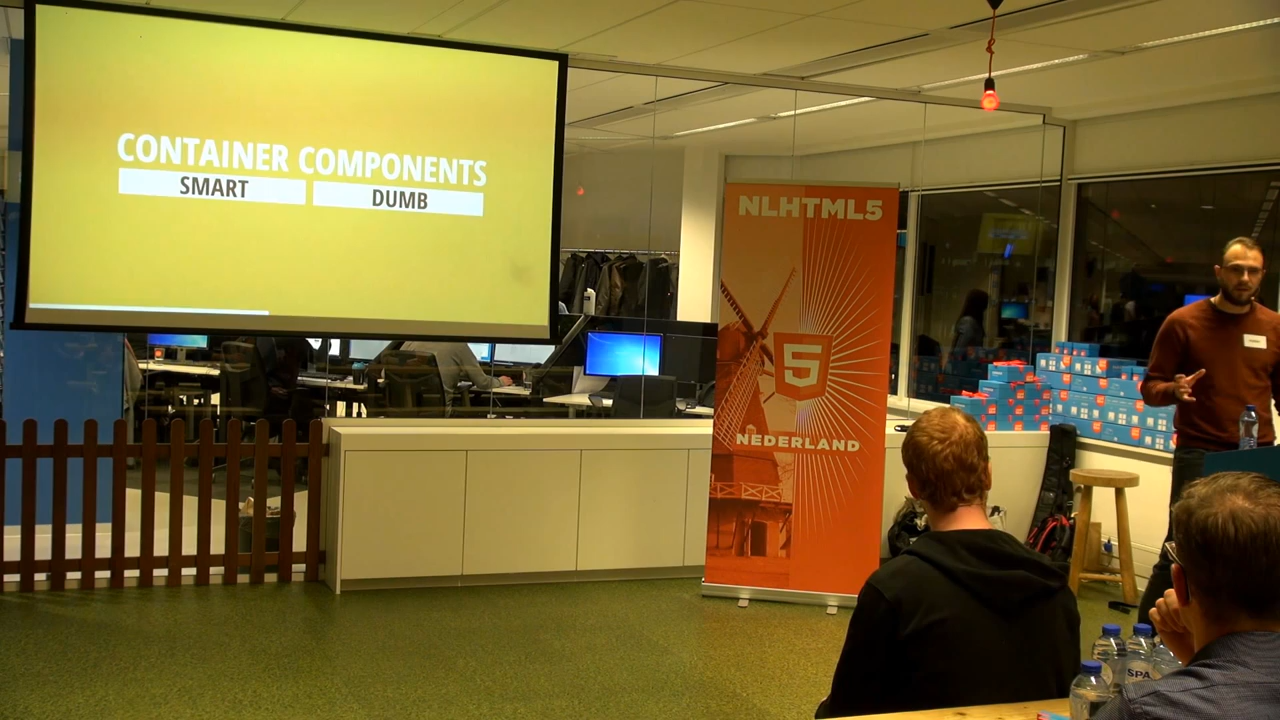 CONTAINER COMPONENTS
SMART DUMB
NLHTML5
5
NEDERLAND
SPA